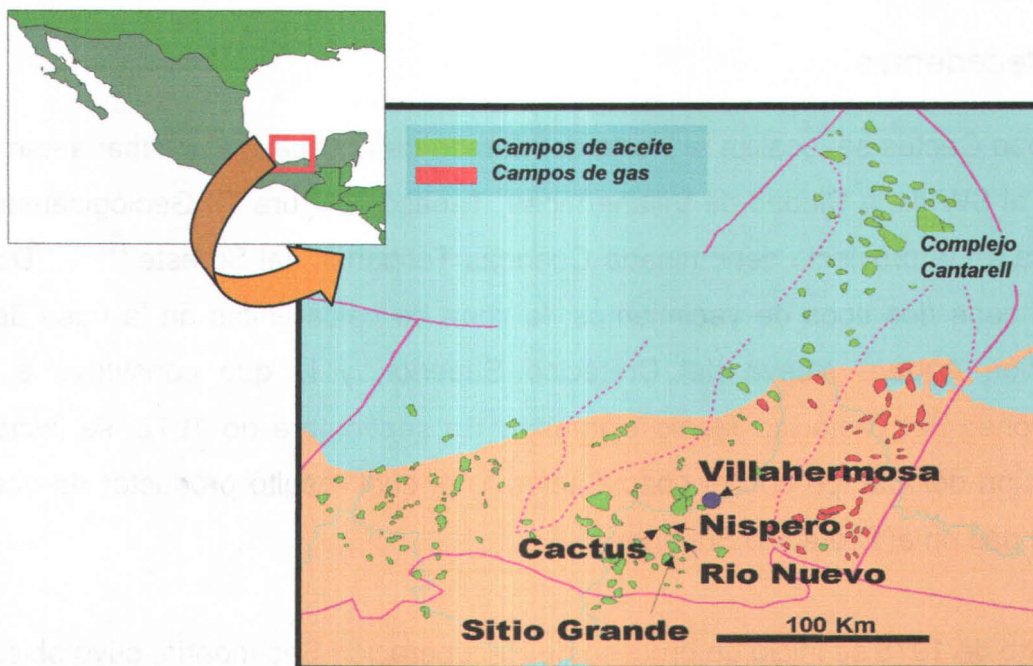 Campos de aceite
Campos de gas
Complejo
Cantarell
Villahermosa
Nispero
Cactus
Rio Nuevo
Sitio Grande
100 Km